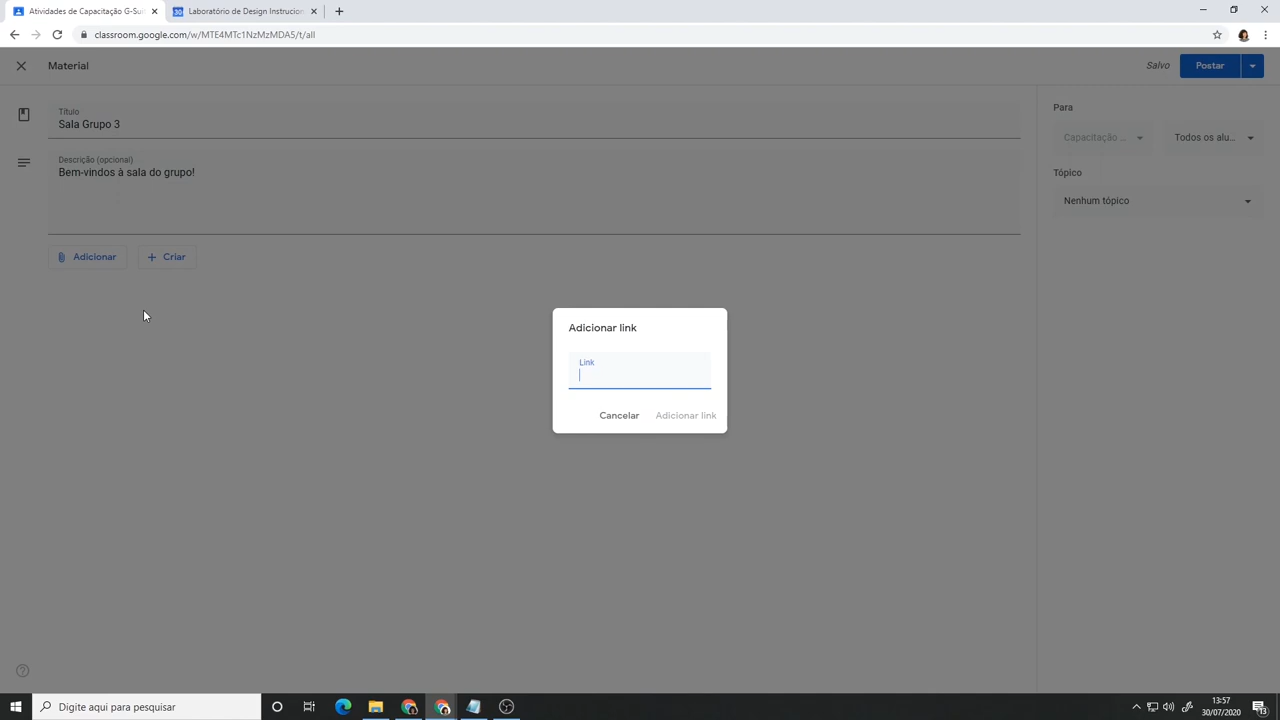 Atividades de Capacitação G-Sui
30 Laboratório de Design Instrucion
classroom.google.com/w/MTE4MTc1NzMzMDA5/t/all
Material
Salvo
Postar
Título
Sala Grupo 3
Descrição (opcional)
Bem-vindos à sala do grupo!
Adicionar
Criar
Para
Capacitação ...
Todos os alu...
Tópico
Nenhum tópico
Adicionar link
Link
Cancelar
Adicionar link
Digite aqui para pesquisar
13:57
30/07/2020
13